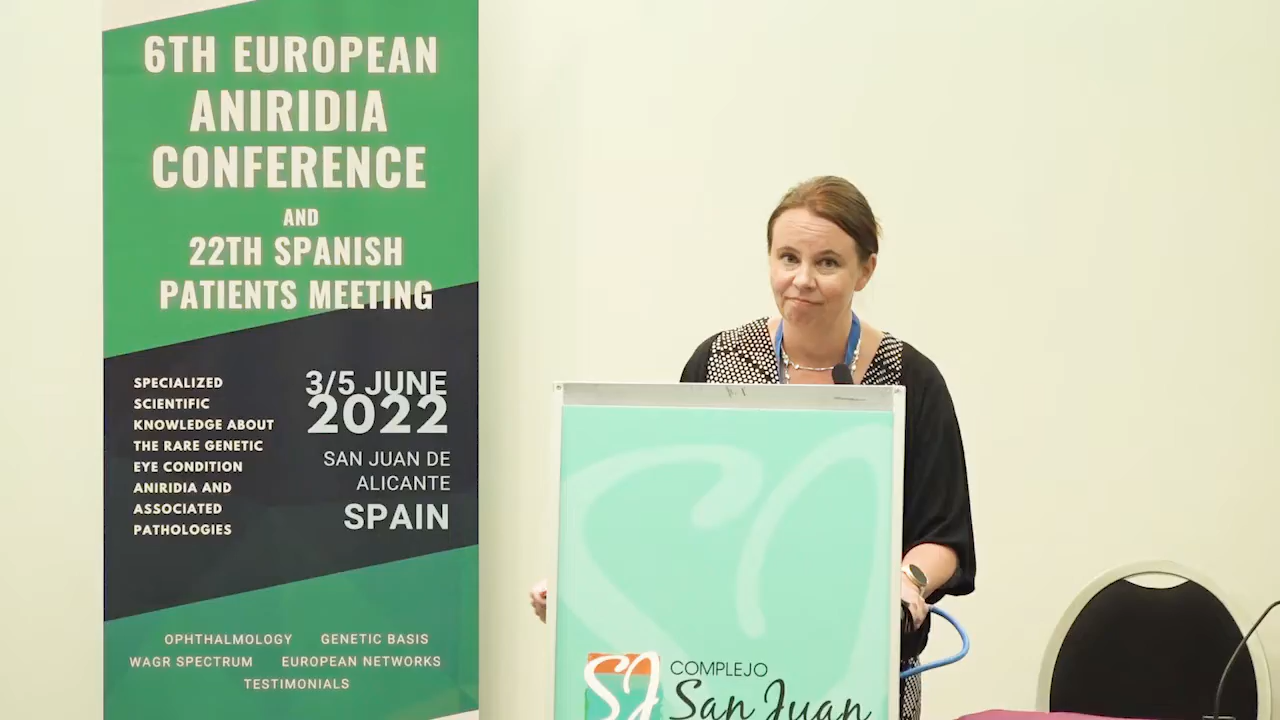 6TH EUROPEAN
ANIRIDIA
CONFERENCE
AND
22TH SPANISH
PATIENTS MEETING
SPECIALIZED
SCIENTIFIC
KNOWLEDGE ABOUT
THE RARE GENETIC
EYE CONDITION
ANIRIDIA AND
ASSOCIATED
PATHOLOGIES
3/5 JUNE
2022
SAN JUAN DE
ALICANTE
SPAIN
OPHTHALMOLOGY GENETIC BASIS
WAGR SPECTRUM EUROPEAN NETWORKS
TESTIMONIALS
SJ
SJ
COMPLEJO
San Juan